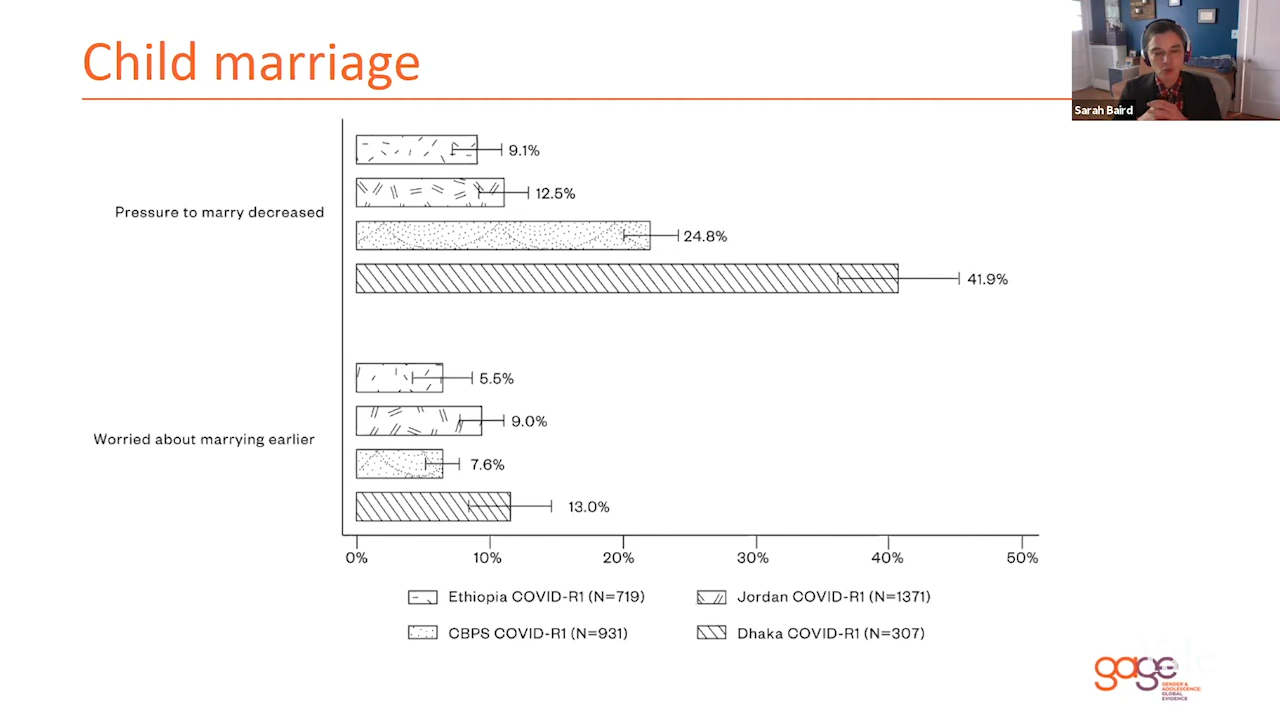 Child marriage
Sarah Baird
Pressure to marry decreased
9.1%
12.5%
24.8%
41.9%
Worried about marrying earlier
5.5%
9.0%
7.6%
13.0%
0% 10% 20% 30% 40% 50%
Ethiopia COVID-R1 (N=719) Jordan COVID-R1 (N=1371)
CBPS COVID-R1 (N=931) Dhaka COVID-R1 (N=307)
gage
GENDER &
ADOLESCENCE:
GLOBAL
EVIDENCE